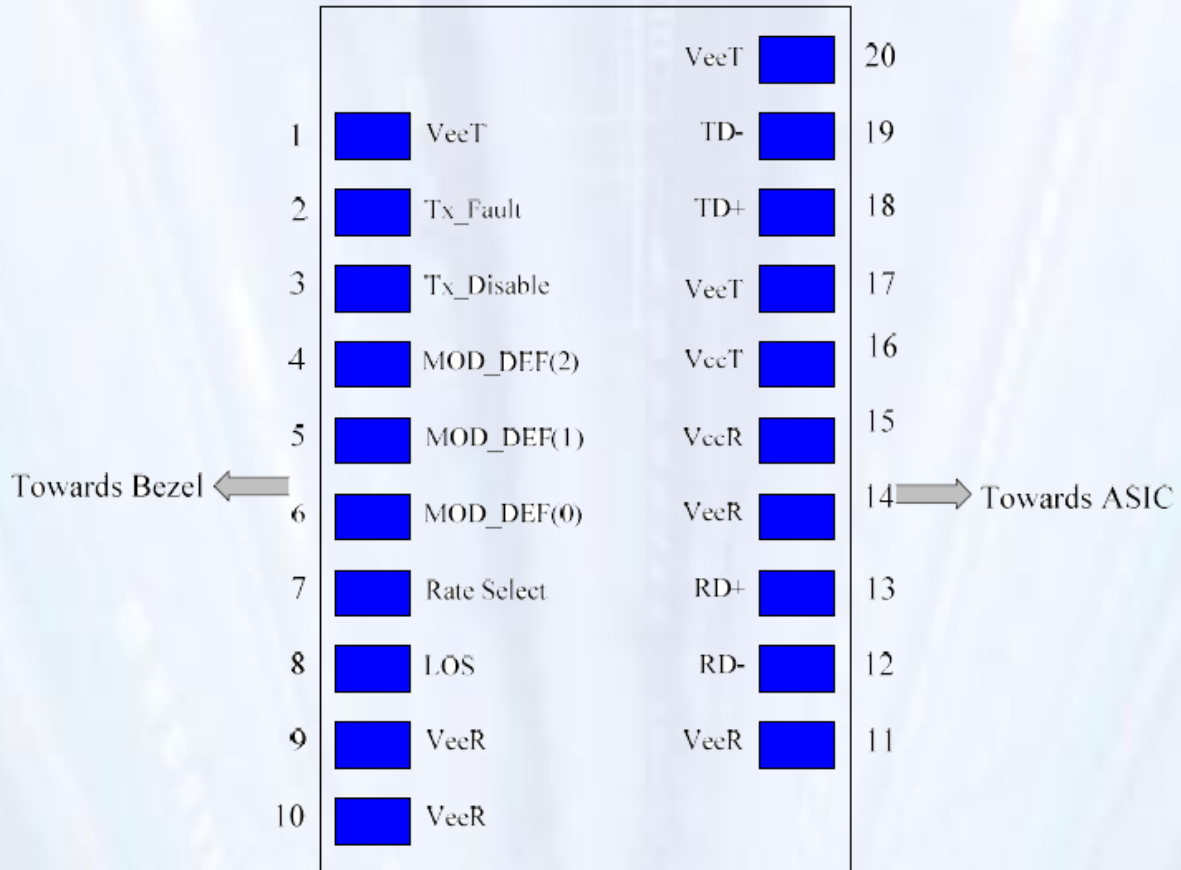 VeeT 20
1 VeeT TD- 19
2 Tx_Fault TD+ 18
3 Tx_Disable VeeT 17
4 MOD_DEF(2) VccT 16
5 MOD_DEF(1) VccR 15
Towards Bezel
6 MOD_DEF(0) VeeR 14
Towards ASIC
7 Rate Select RD+ 13
8 LOS RD- 12
9 VeeR VeeR 11
10 VeeR